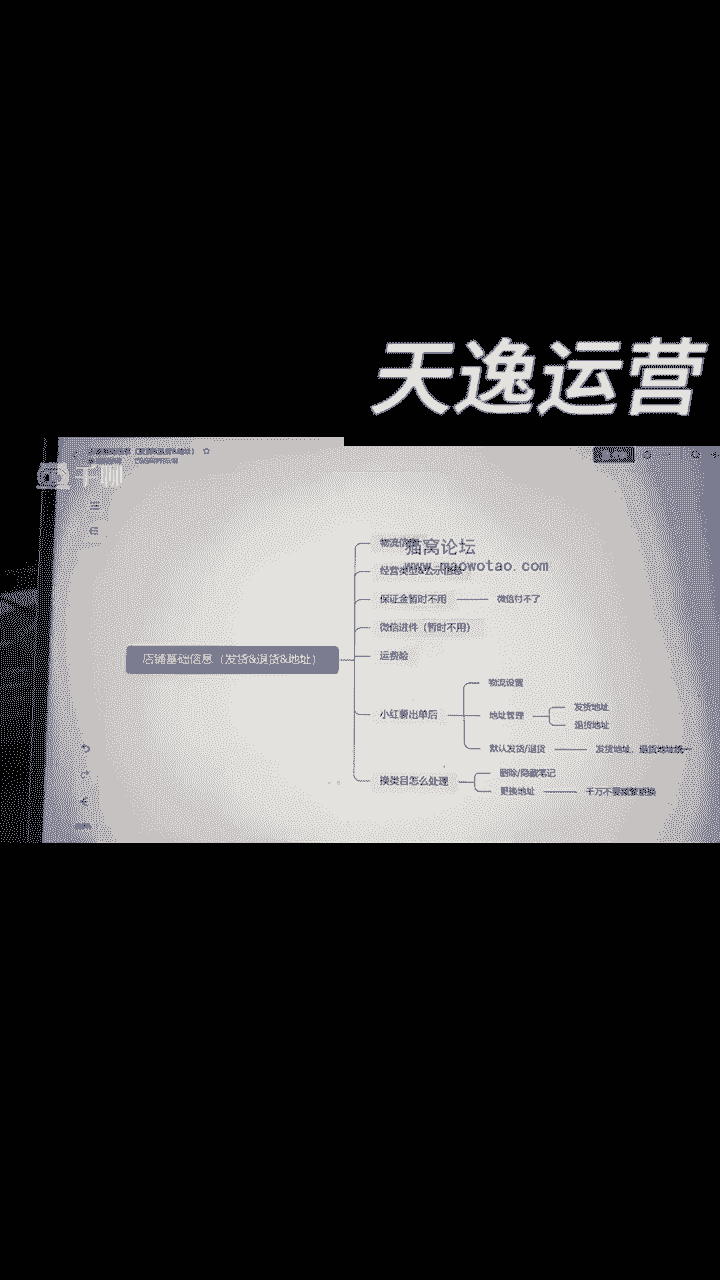 天逸运营
千聊
物流信息
猫窝论坛
www.maowotao.com
经营类型&公示信息
保证金暂时不用
微信付不了
微信进件（暂时不用）
店铺基础信息（发货&退货&地址）
运费险
小红薯出单后
物流设置
地址管理
发货地址
退货地址
默认发货/退货
发货地址、退货地址统一
换类目怎么处理
删除/隐藏笔记
更换地址
千万不要频繁更换